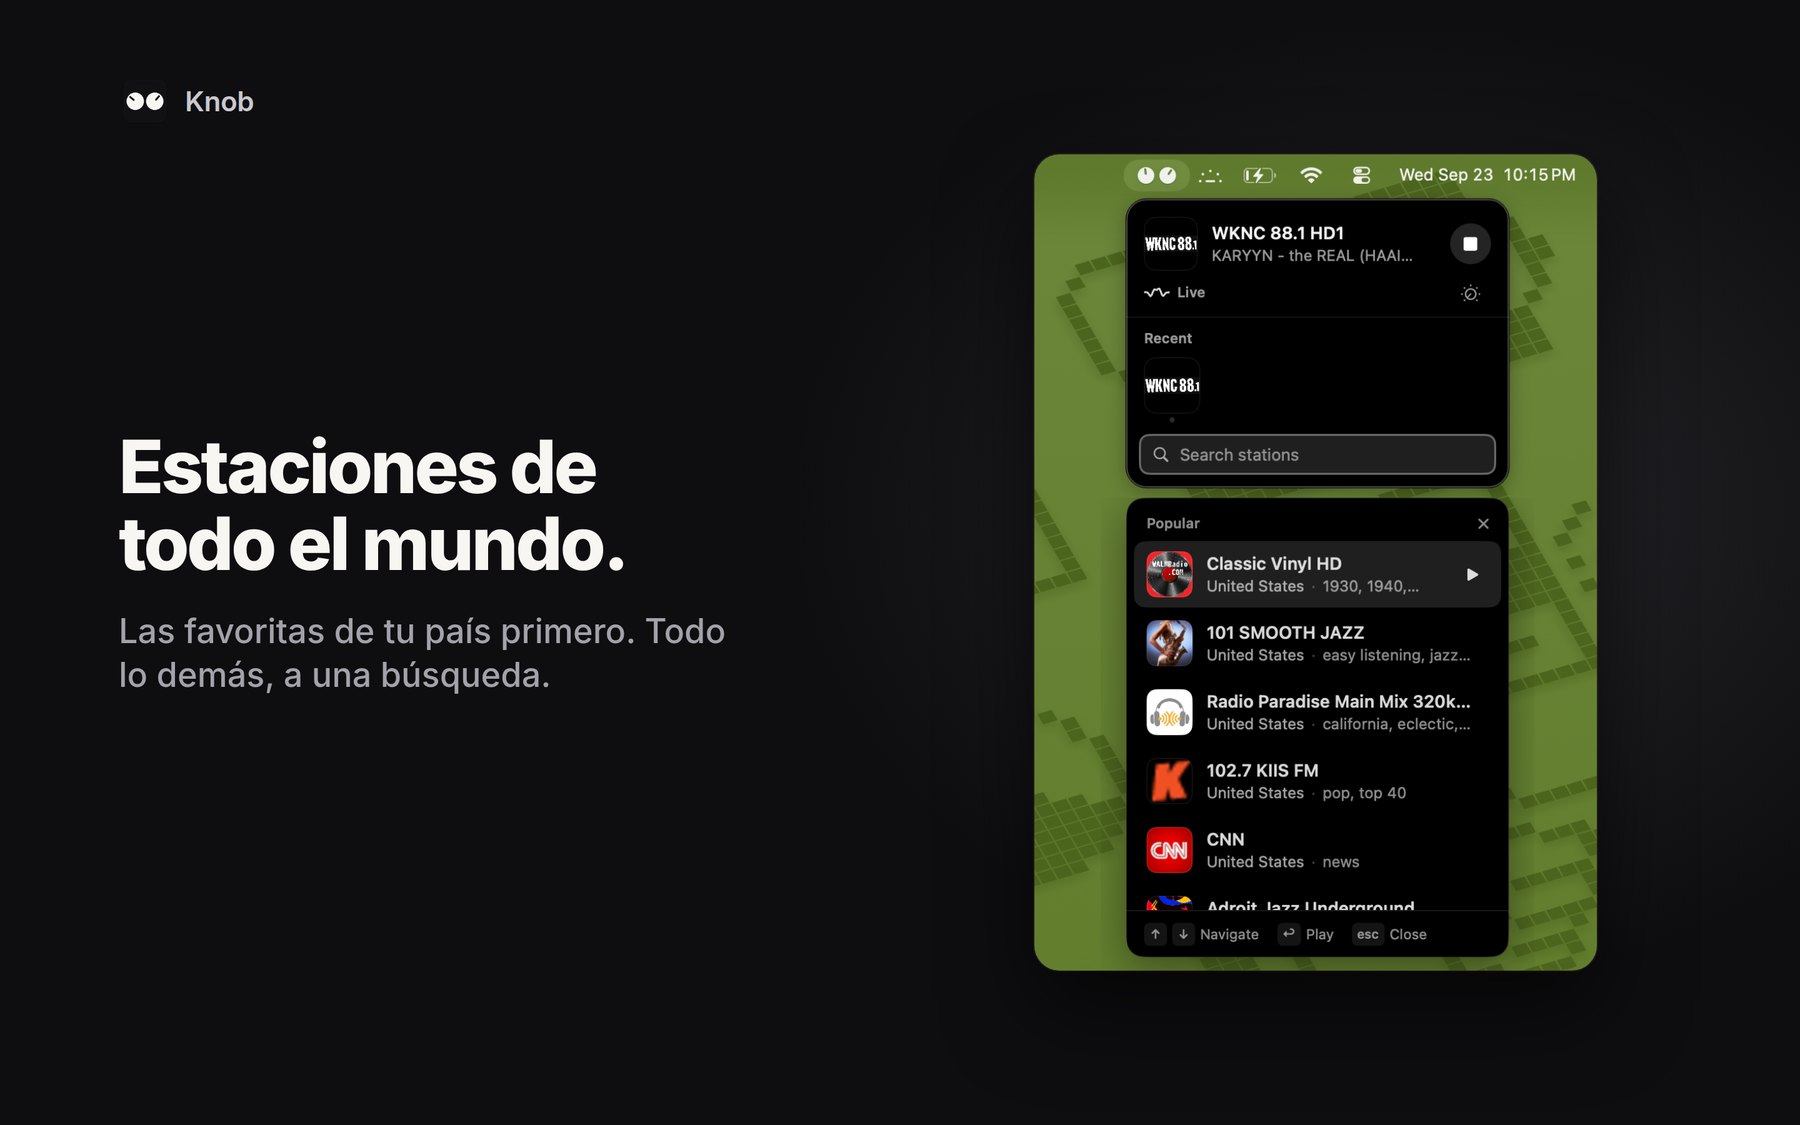 Knob
Estaciones de
todo el mundo.
Las favoritas de tu país primero. Todo
lo demás, a una búsqueda.
Wed Sep 23 10:15 PM
WKNC 88.1
WKNC 88.1 HD1
KARYYN - the REAL (HAAI...
Live
Recent
WKNC 88.1
Search stations
Popular
WALMRadio
.COM
Classic Vinyl HD
United States · 1930, 1940,...
101 SMOOTH JAZZ
United States · easy listening, jazz...
Radio Paradise Main Mix 320k...
United States · california, eclectic,...
K
102.7 KIIS FM
United States · pop, top 40
CNN
CNN
United States · news
Adroit Jazz Underground
Navigate Play esc Close